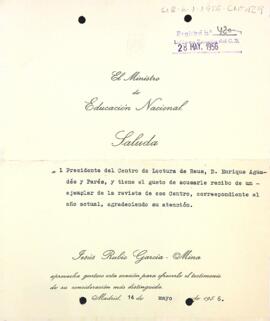 El Ministro
de
Educación Nacional
Saluda
l Presidente del Centro de Lectura de Reus, D. Enrique Agua-
dés y Parés, y tiene el gusto de acusarle recibo de un -
ejemplar de la revista de ese Centro, correspondiente al
año actual, agradeciendo su atención.
Jesús Rubio García - Mina
aprovecha gustoso esta ocasión para ofrecerle el testimonio
de su consideración más distinguida.
Madrid, 14 de mayo de 1956.
28 MAY. 1956